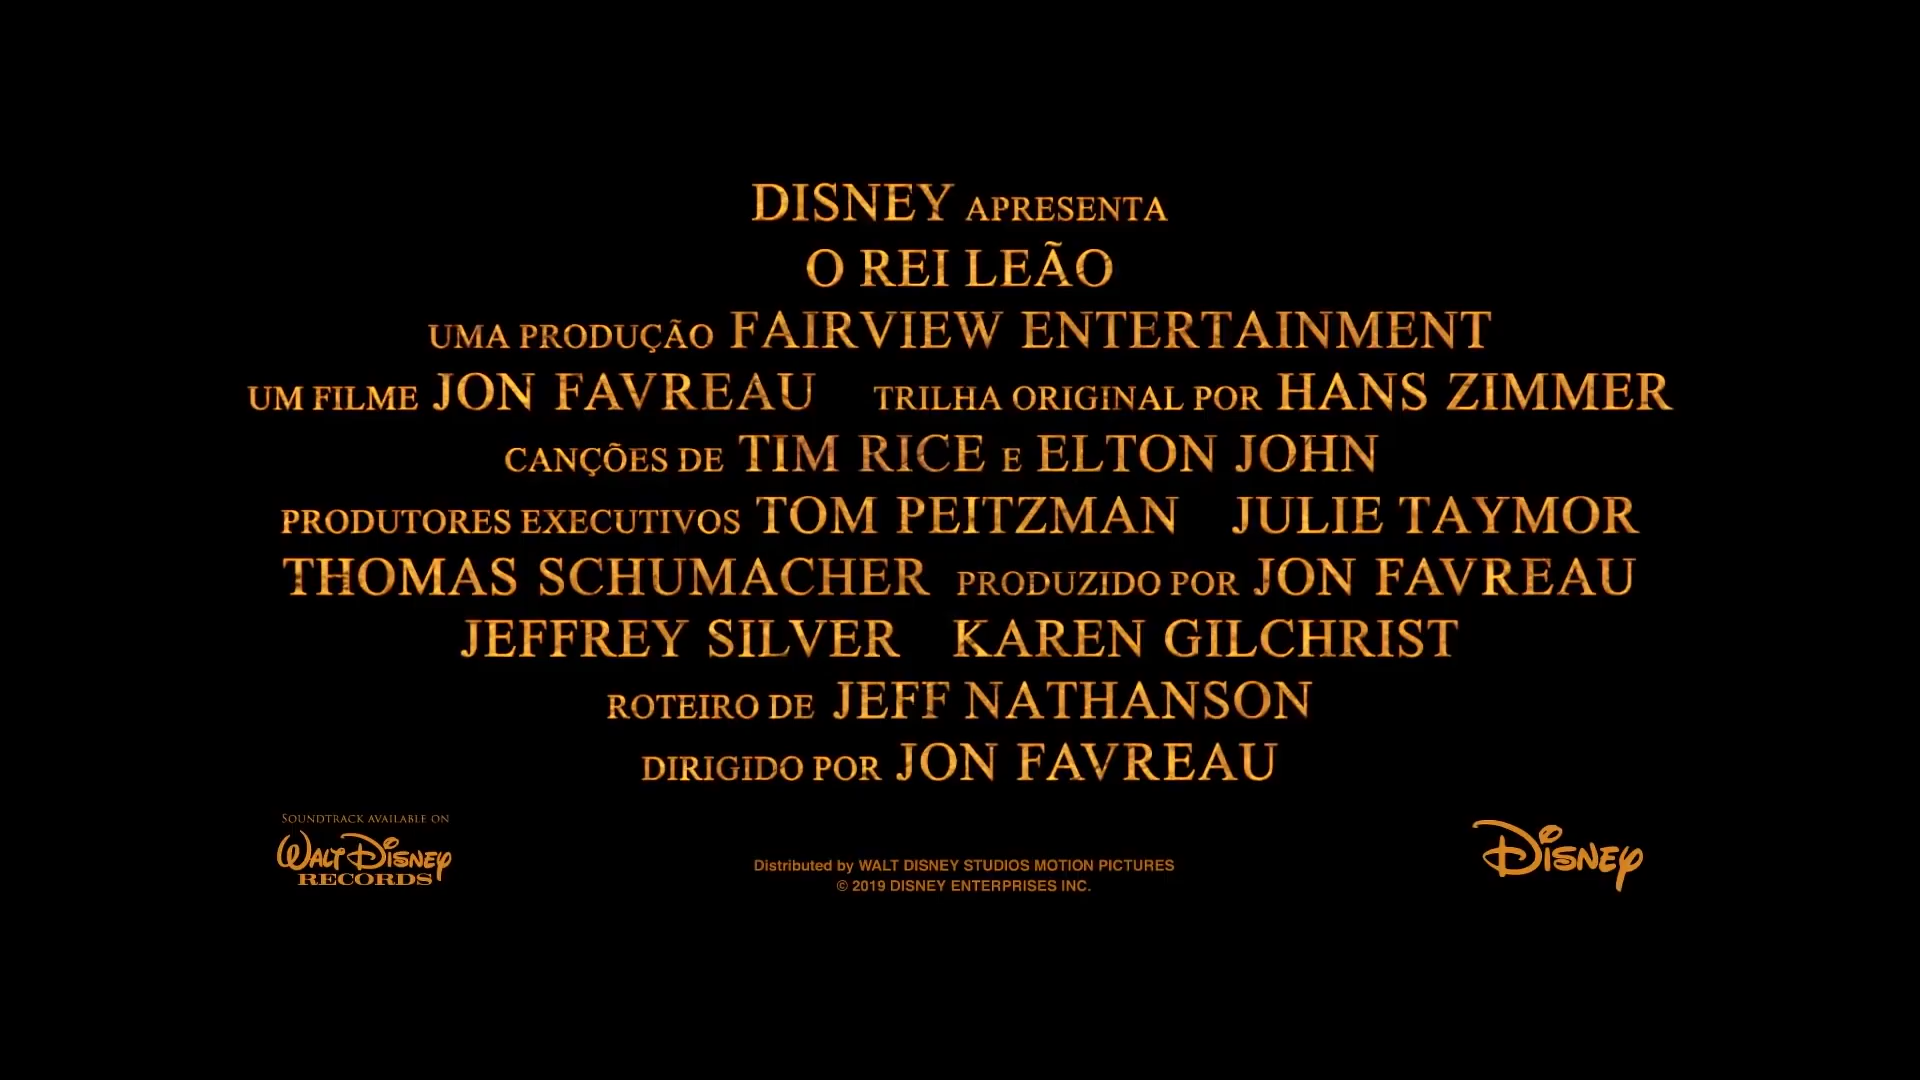 DISNEY APRESENTA
O REI LEÃO
UMA PRODUÇÃO FAIRVIEW ENTERTAINMENT
UM FILME JON FAVREAU TRILHA ORIGINAL POR HANS ZIMMER
CANÇÕES DE TIM RICE E ELTON JOHN
PRODUTORES EXECUTIVOS TOM PEITZMAN JULIE TAYMOR
THOMAS SCHUMACHER PRODUZIDO POR JON FAVREAU
JEFFREY SILVER KAREN GILCHRIST
ROTEIRO DE JEFF NATHANSON
DIRIGIDO POR JON FAVREAU
SOUNDTRACK AVAILABLE ON
WALT DISNEY
RECORDS
Distributed by WALT DISNEY STUDIOS MOTION PICTURES
© 2019 DISNEY ENTERPRISES INC.
DISNEY